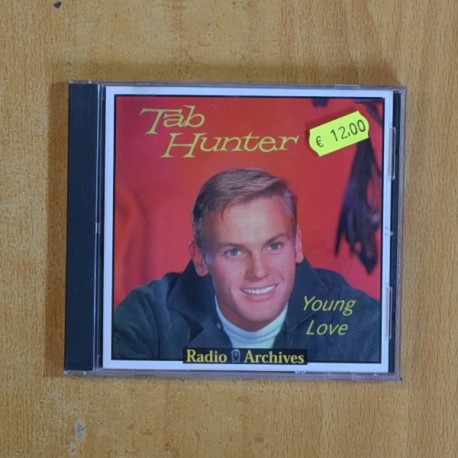 Tab
Hunter
€ 12,00
Young
Love
Radio Archives